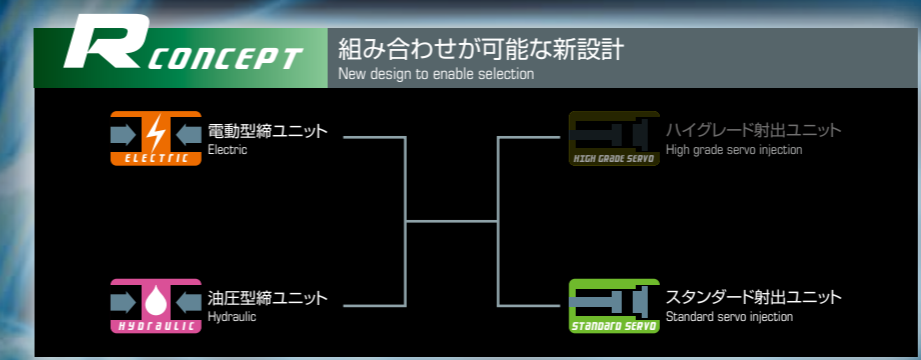 R CONCEPT
組み合わせが可能な新設計
New design to enable selection
ELECTRIC
電動型締ユニット
Electric
HIGH GRADE SERVO
ハイグレード射出ユニット
High grade servo injection
HYDRAULIC
油圧型締ユニット
Hydraulic
STANDARD SERVO
スタンダード射出ユニット
Standard servo injection